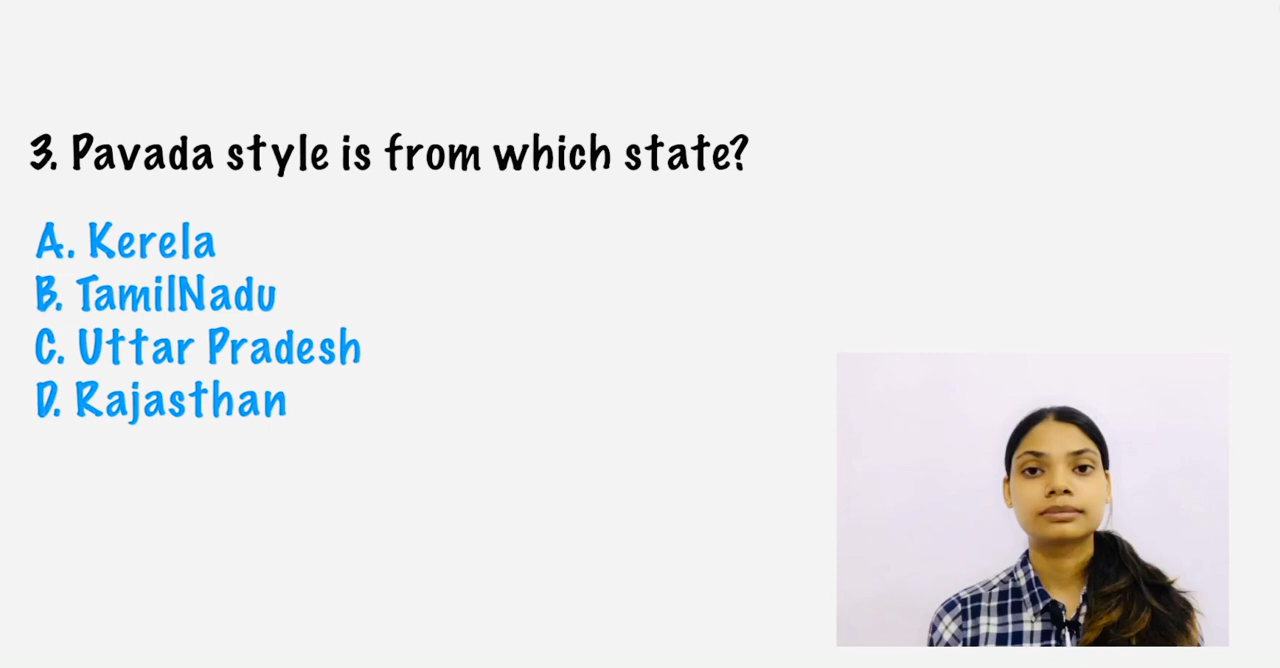 3. Pavada style is from which state?
A. Kerela
B. TamilNadu
C. Uttar Pradesh
D. Rajasthan